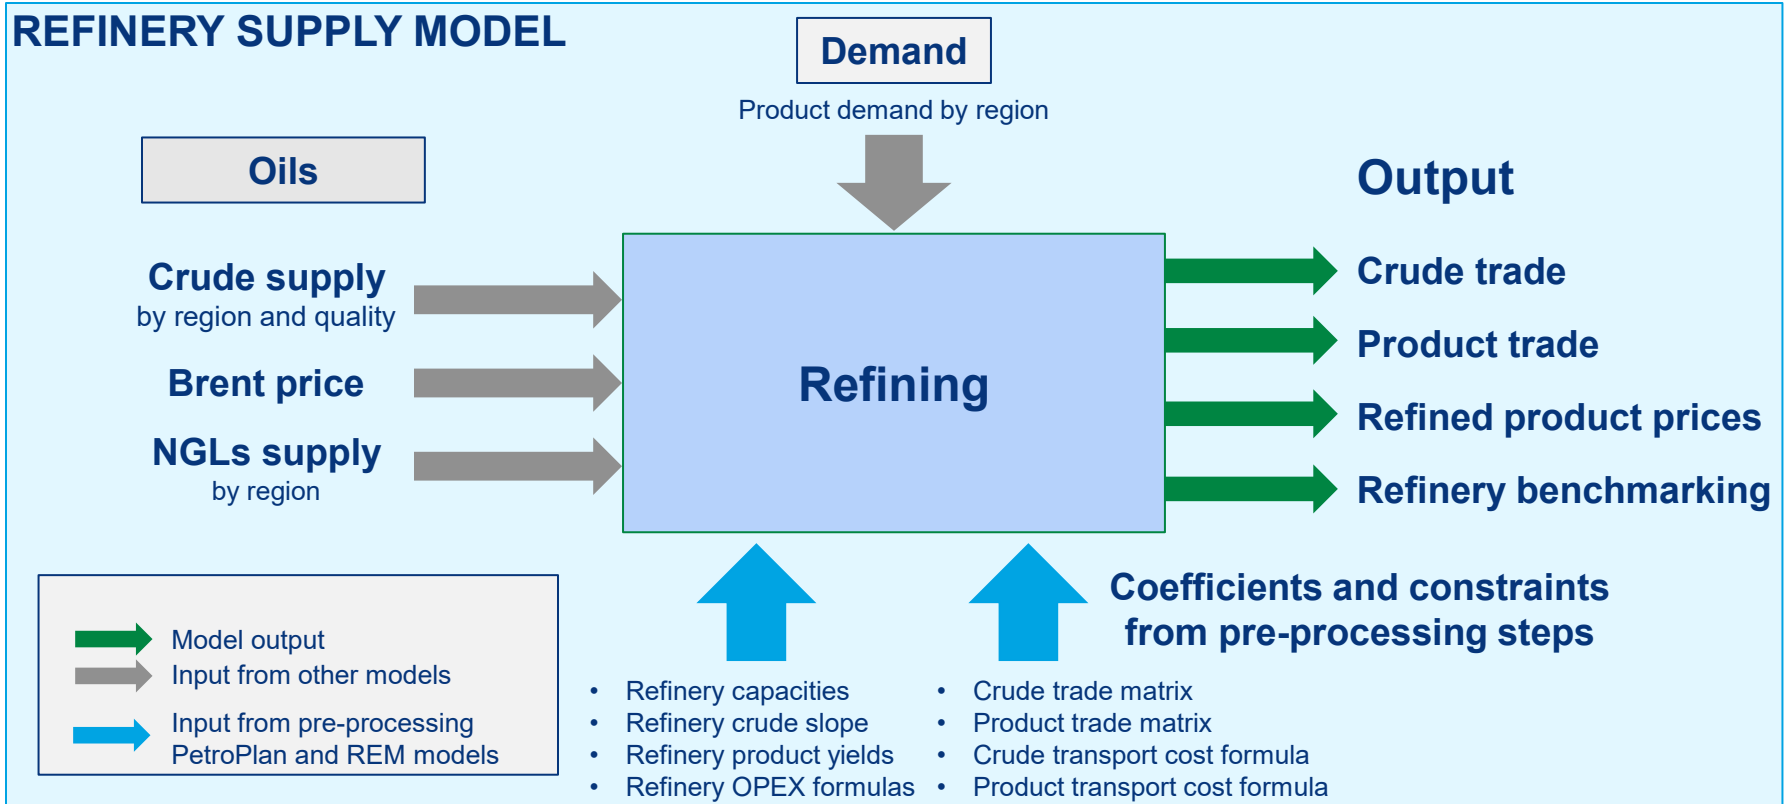 REFINERY SUPPLY MODEL
Demand
Product demand by region
Oils
Crude supply
by region and quality
Brent price
NGLs supply
by region
Refining
Output
Crude trade
Product trade
Refined product prices
Refinery benchmarking
Coefficients and constraints
from pre-processing steps
Model output
Input from other models
Input from pre-processing
PetroPlan and REM models
• Refinery capacities
• Refinery crude slope
• Refinery product yields
• Refinery OPEX formulas
• Crude trade matrix
• Product trade matrix
• Crude transport cost formula
• Product transport cost formula